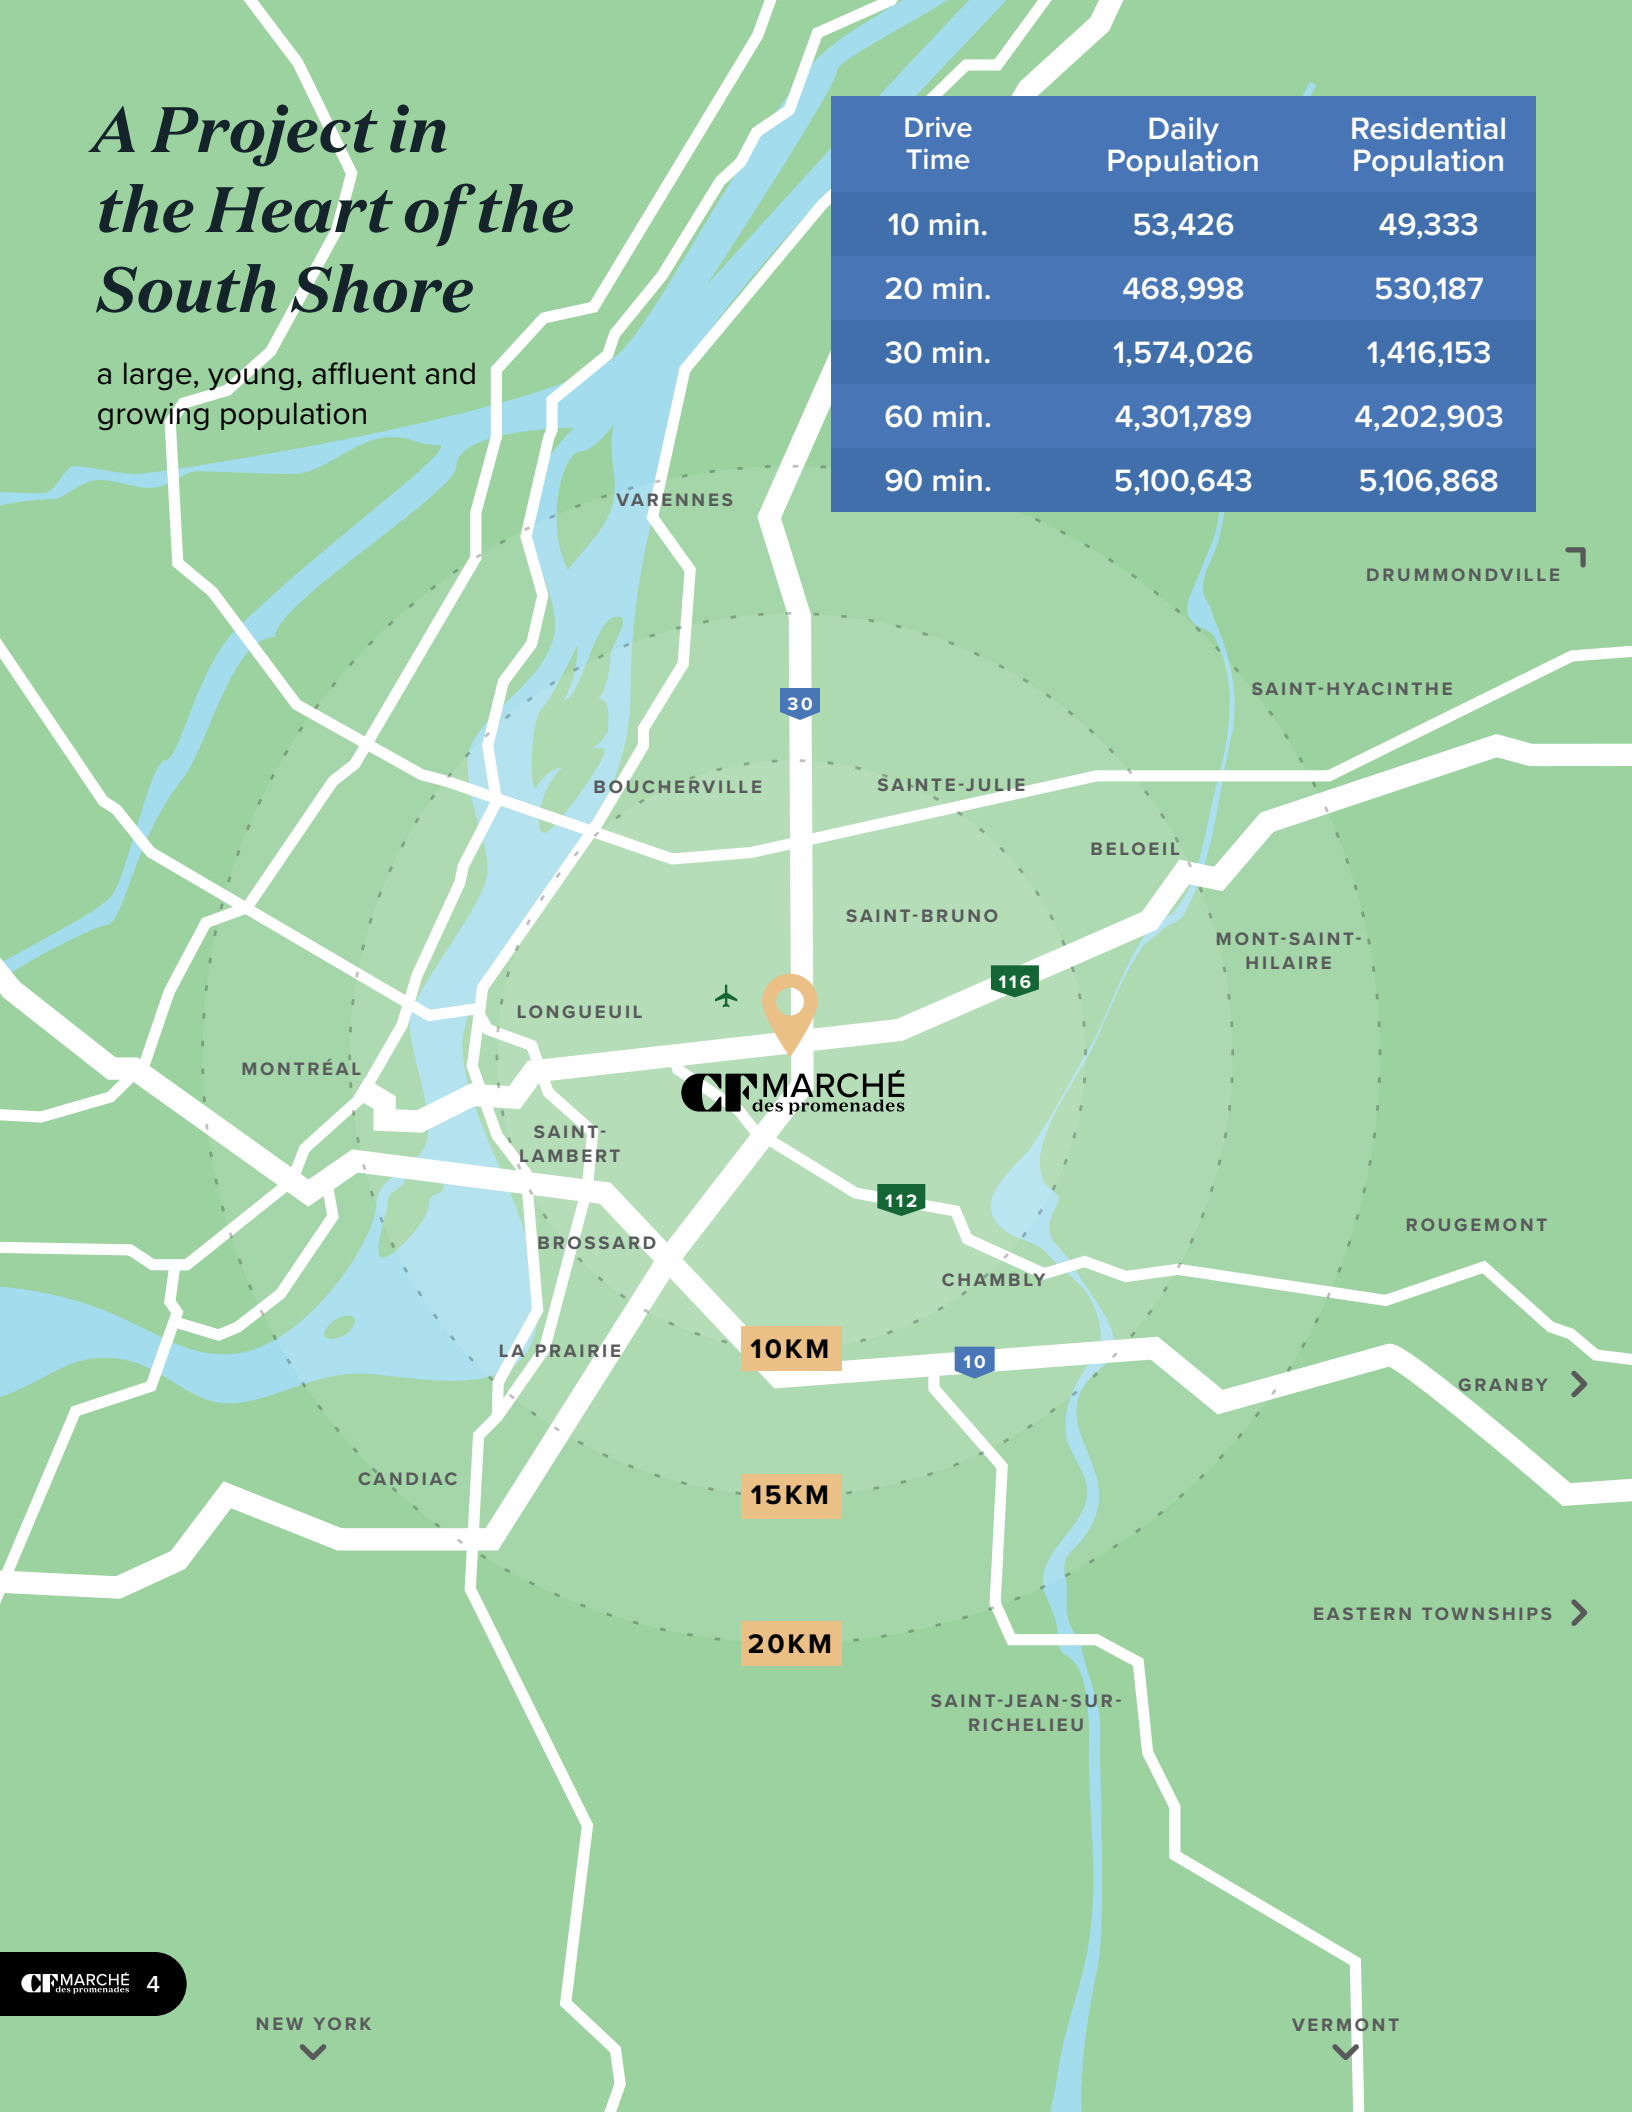 A Project in
the Heart of the
South Shore
a large, young, affluent and
growing population
Drive Time Daily Population Residential Population
10 min. 53,426 49,333
20 min. 468,998 530,187
30 min. 1,574,026 1,416,153
60 min. 4,301,789 4,202,903
90 min. 5,100,643 5,106,868
VARENNES
DRUMMONDVILLE
SAINT-HYACINTHE
30
BOUCHERVILLE
SAINTE-JULIE
BELOEIL
SAINT-BRUNO
MONT-SAINT-
HILAIRE
116
LONGUEUIL
MONTRÉAL
CF MARCHÉ
des promenades
SAINT-
LAMBERT
112
ROUGEMONT
BROSSARD
CHAMBLY
10KM
LA PRAIRIE
10
GRANBY
CANDIAC
15KM
EASTERN TOWNSHIPS
20KM
SAINT-JEAN-SUR-
RICHELIEU
CF MARCHÉ
des promenades
4
NEW YORK
VERMONT